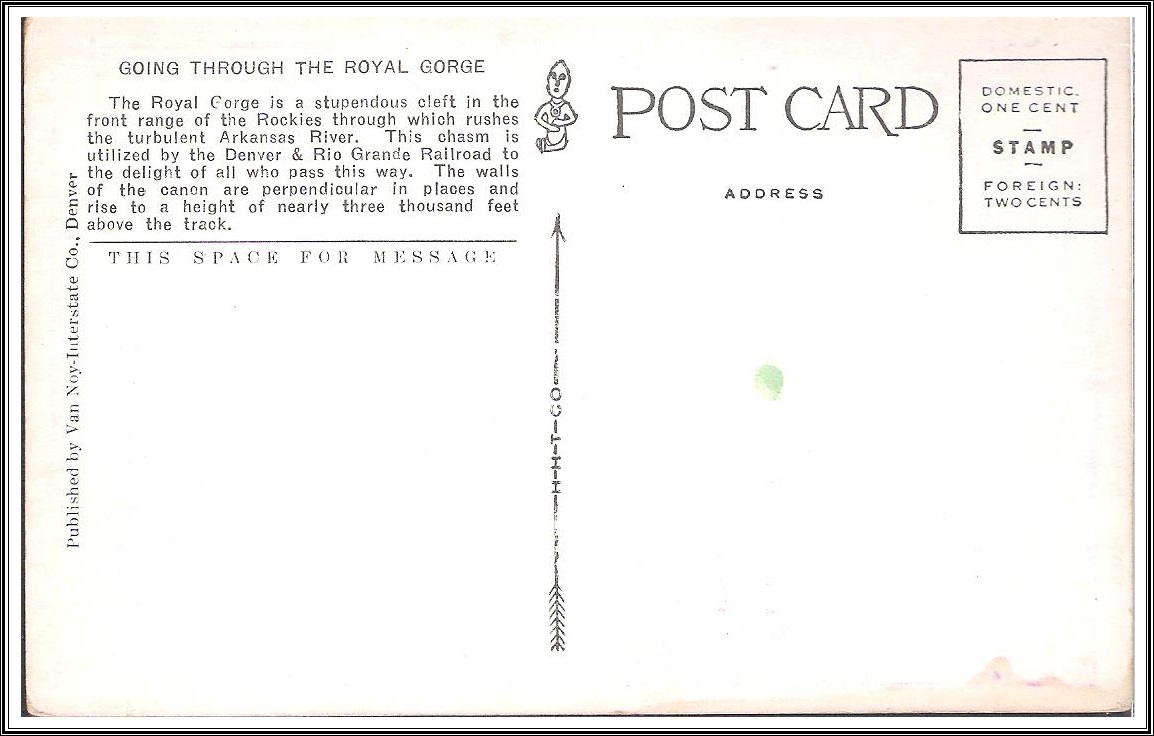 GOING THROUGH THE ROYAL GORGE
The Royal Gorge is a stupendous cleft in the
front range of the Rockies through which rushes
the turbulent Arkansas River. This chasm is
utilized by the Denver & Rio Grande Railroad to
the delight of all who pass this way. The walls
of the canon are perpendicular in places and
rise to a height of nearly three thousand feet
above the track.
THIS SPACE FOR MESSAGE
Published by Van Noy-Interstate Co., Denver
HHTCO
POST CARD
ADDRESS
DOMESTIC.
ONE CENT
STAMP
FOREIGN:
TWO CENTS